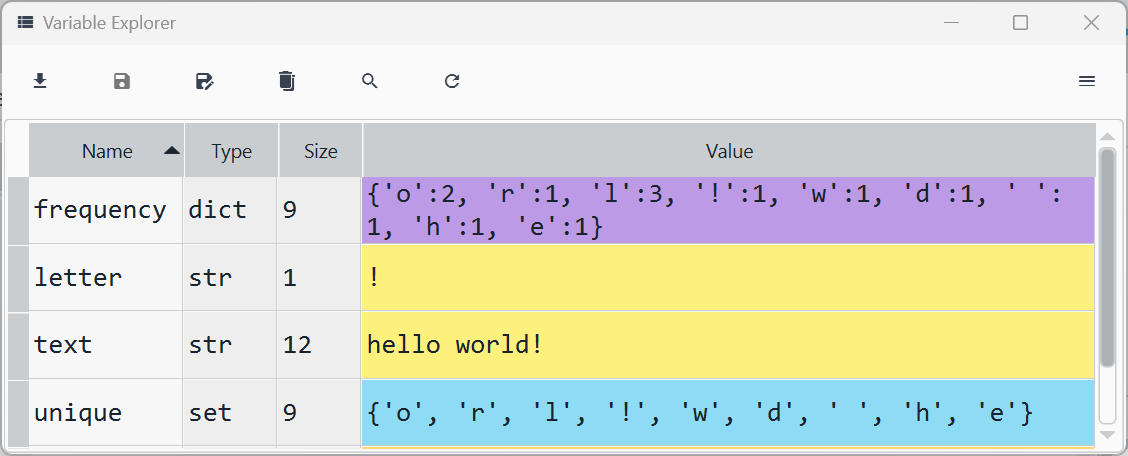 Variable Explorer
Name Type Size Value
frequency dict 9 {'o':2, 'r':1, 'l':3, '!':1, 'w':1, 'd':1, ' ':
1, 'h':1, 'e':1}
letter str 1 !
text str 12 hello world!
unique set 9 {'o', 'r', 'l', '!', 'w', 'd', ' ', 'h', 'e'}